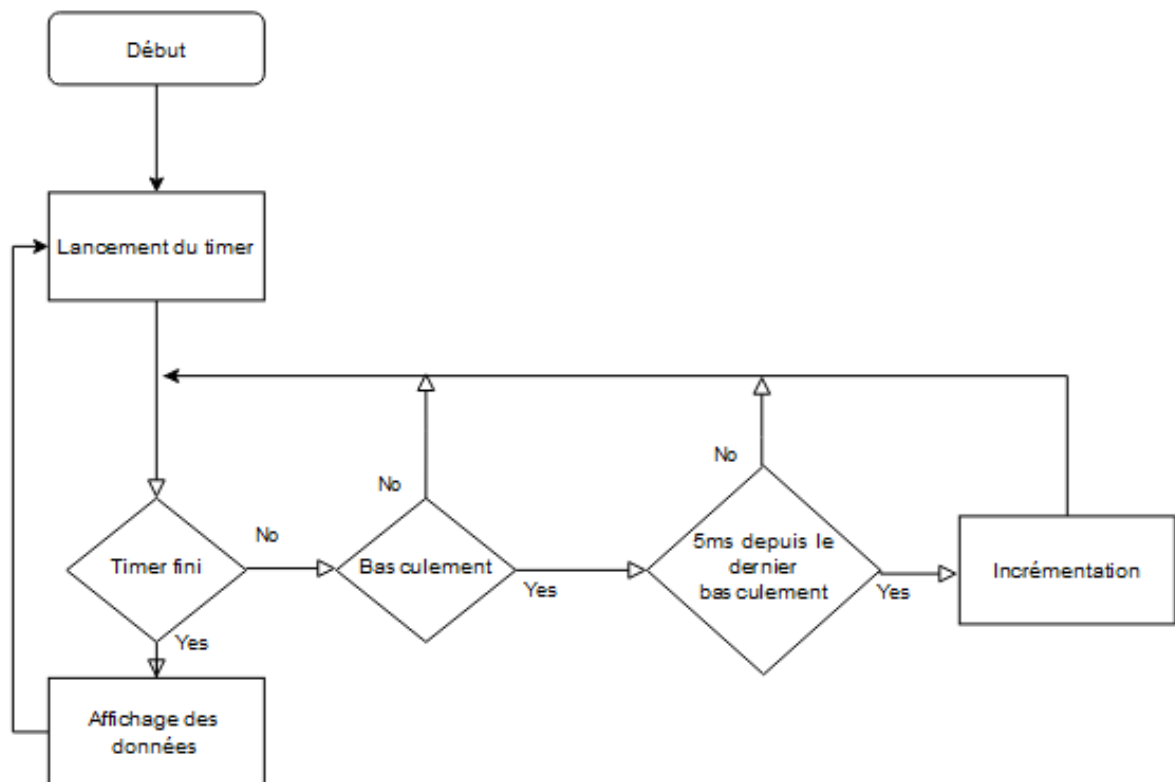 Début
Lancement du timer
No
No
No
Timer fini
Bas culement
5ms depuis le
dernier
bas culement
Incrémentation
Yes
Yes
Yes
Affichage des
données